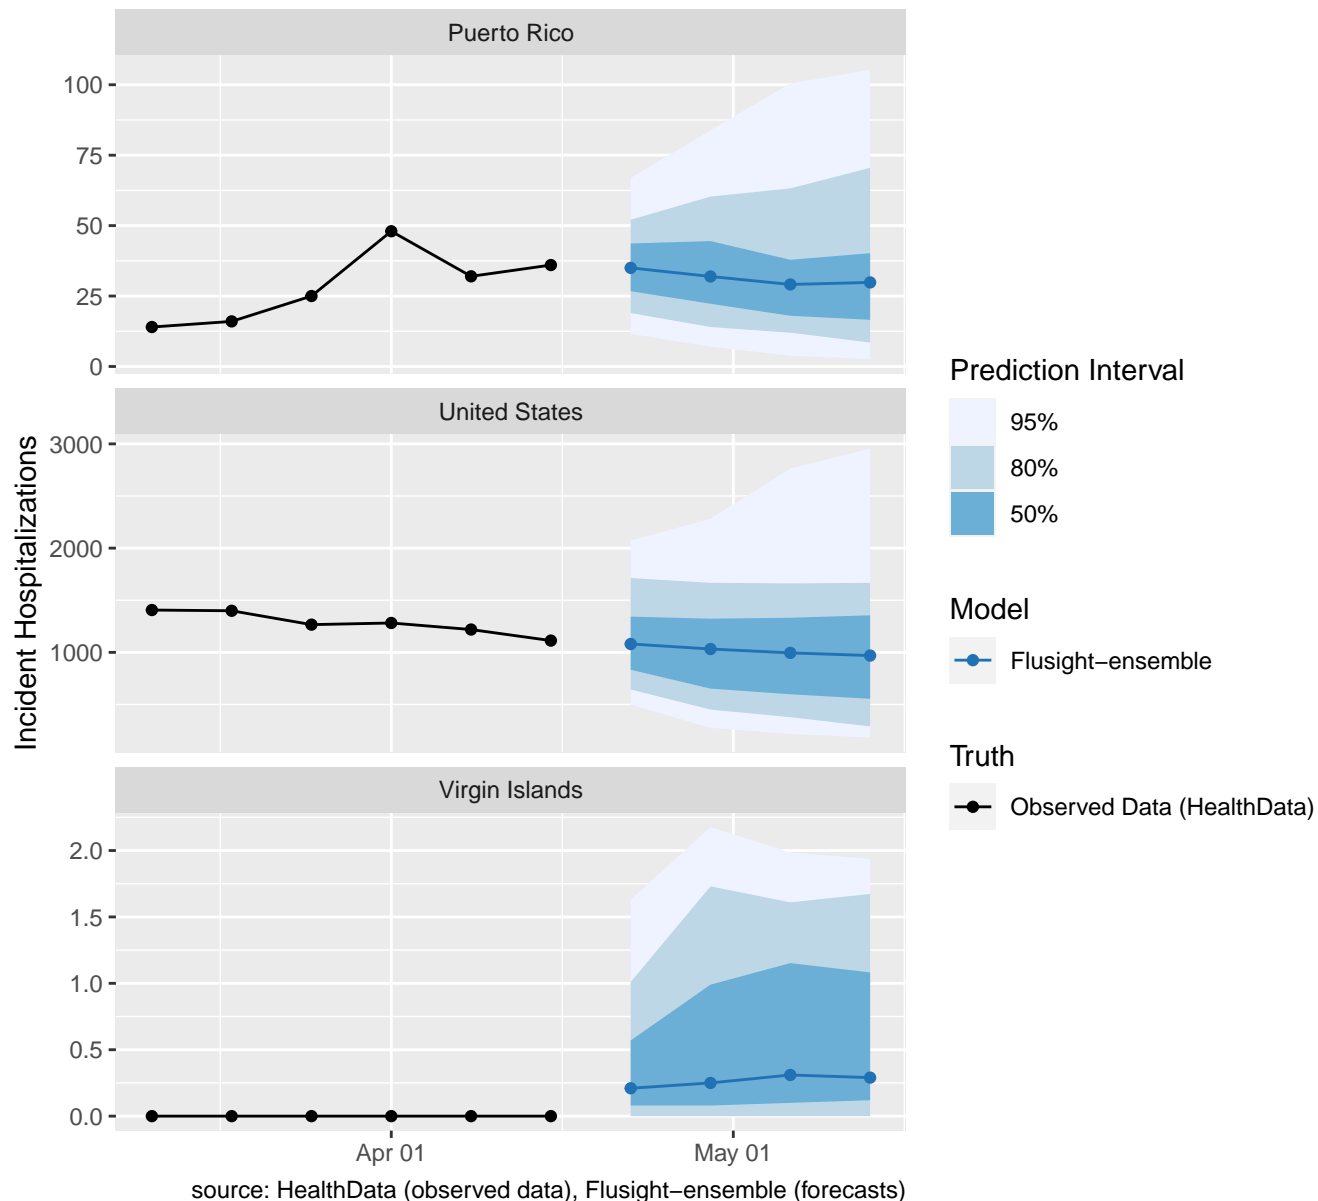 Puerto Rico
100
75
50
25
0
United States
3000
2000
1000
Virgin Islands
2.0
1.5
1.0
0.5
0.0
Apr 01
May 01
Incident Hospitalizations
source: HealthData (observed data), Flusight−ensemble (forecasts)
Prediction Interval
95%
80%
50%
Model
Flusight−ensemble
Truth
Observed Data (HealthData)